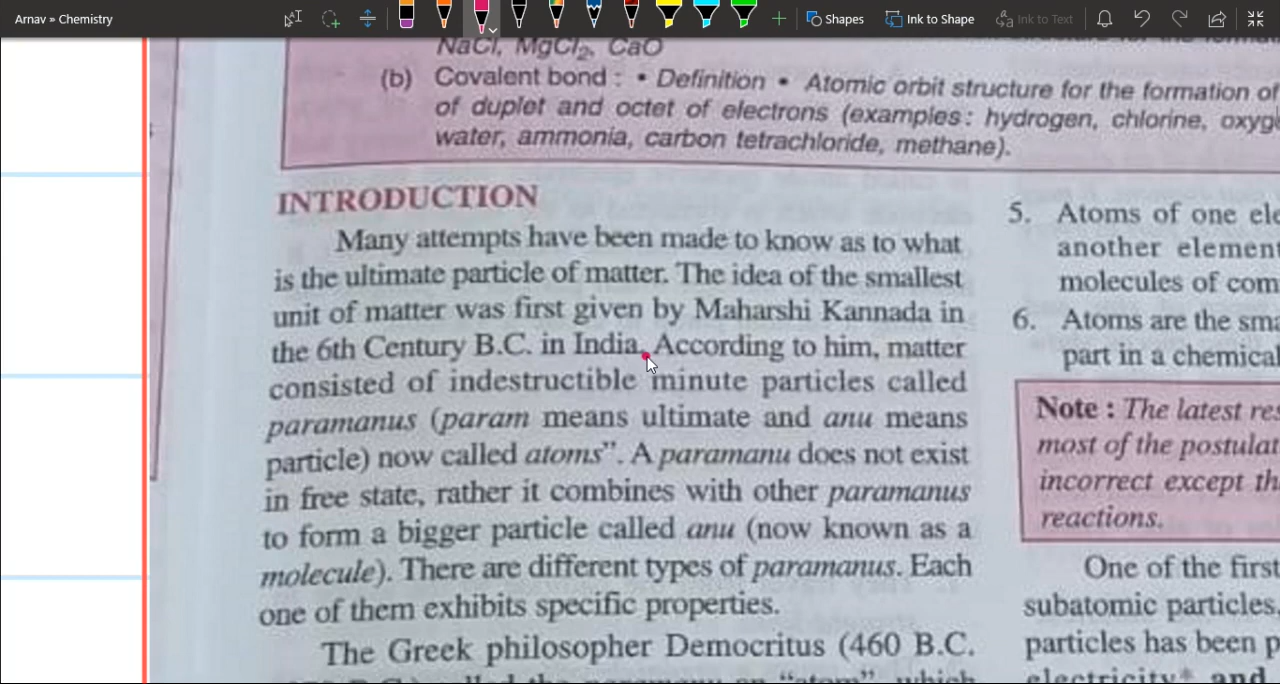 Arnav » Chemistry
Shapes
Ink to Shape
Ink to Text
NaCl, MgCl₂, CaO
(b) Covalent bond : • Definition • Atomic orbit structure for the formation of
of duplet and octet of electrons (examples : hydrogen, chlorine,
water, ammonia, carbon tetrachloride, methane).
INTRODUCTION
Many attempts have been made to know as to what
is the ultimate particle of matter. The idea of the smallest
unit of matter was first given by Maharshi Kannada in
the 6th Century B.C. in India. According to him, matter
consisted of indestructible minute particles called
paramanus (param means ultimate and anu means
particle) now called atoms”. A paramanu does not exist
in free state, rather it combines with other paramanus
to form a bigger particle called anu (now known as a
molecule). There are different types of paramanus. Each
one of them exhibits specific properties.
The Greek philosopher Democritus (460 B.C.
5. Atoms of one
another
molecules of
6. Atoms are the
part in a
Note : The latest
most of the
incorrect except
reactions.
One of the first
subatomic particles
particles has been
electricity* and